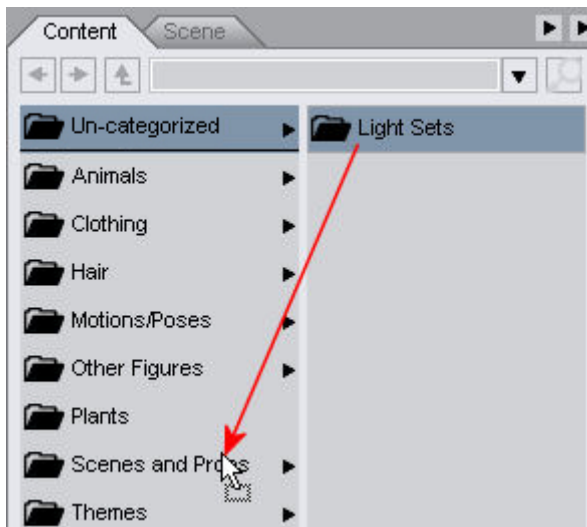 Content Scene
Un-categorized Light Sets
Animals
Clothing
Hair
Motions/Poses
Other Figures
Plants
Scenes and Props
Themes